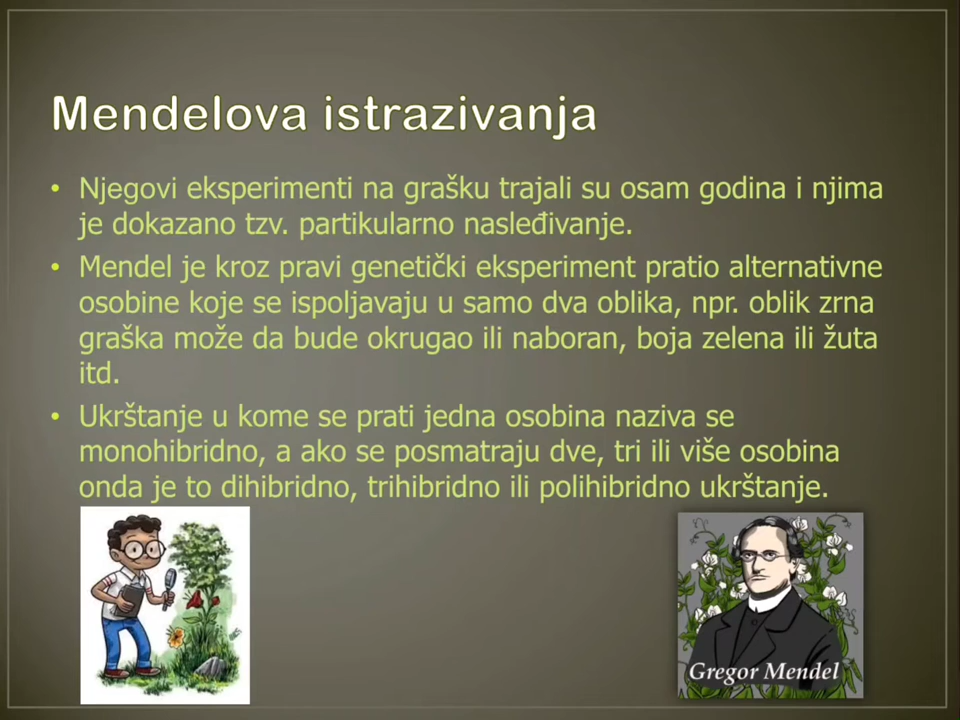 Mendelova istrazivanja
• Njegovi eksperimenti na grašku trajali su osam godina i njima
je dokazano tzv. partikularno nasleđivanje.
• Mendel je kroz pravi genetički eksperiment pratio alternativne
osobine koje se ispoljavaju u samo dva oblika, npr. oblik zrna
graška može da bude okrugao ili naboran, boja zelena ili žuta
itd.
• Ukrštanje u kome se prati jedna osobina naziva se
monohibridno, a ako se posmatraju dve, tri ili više osobina
onda je to dihibridno, trihibridno ili polihibridno ukrštanje.
Gregor Mendel